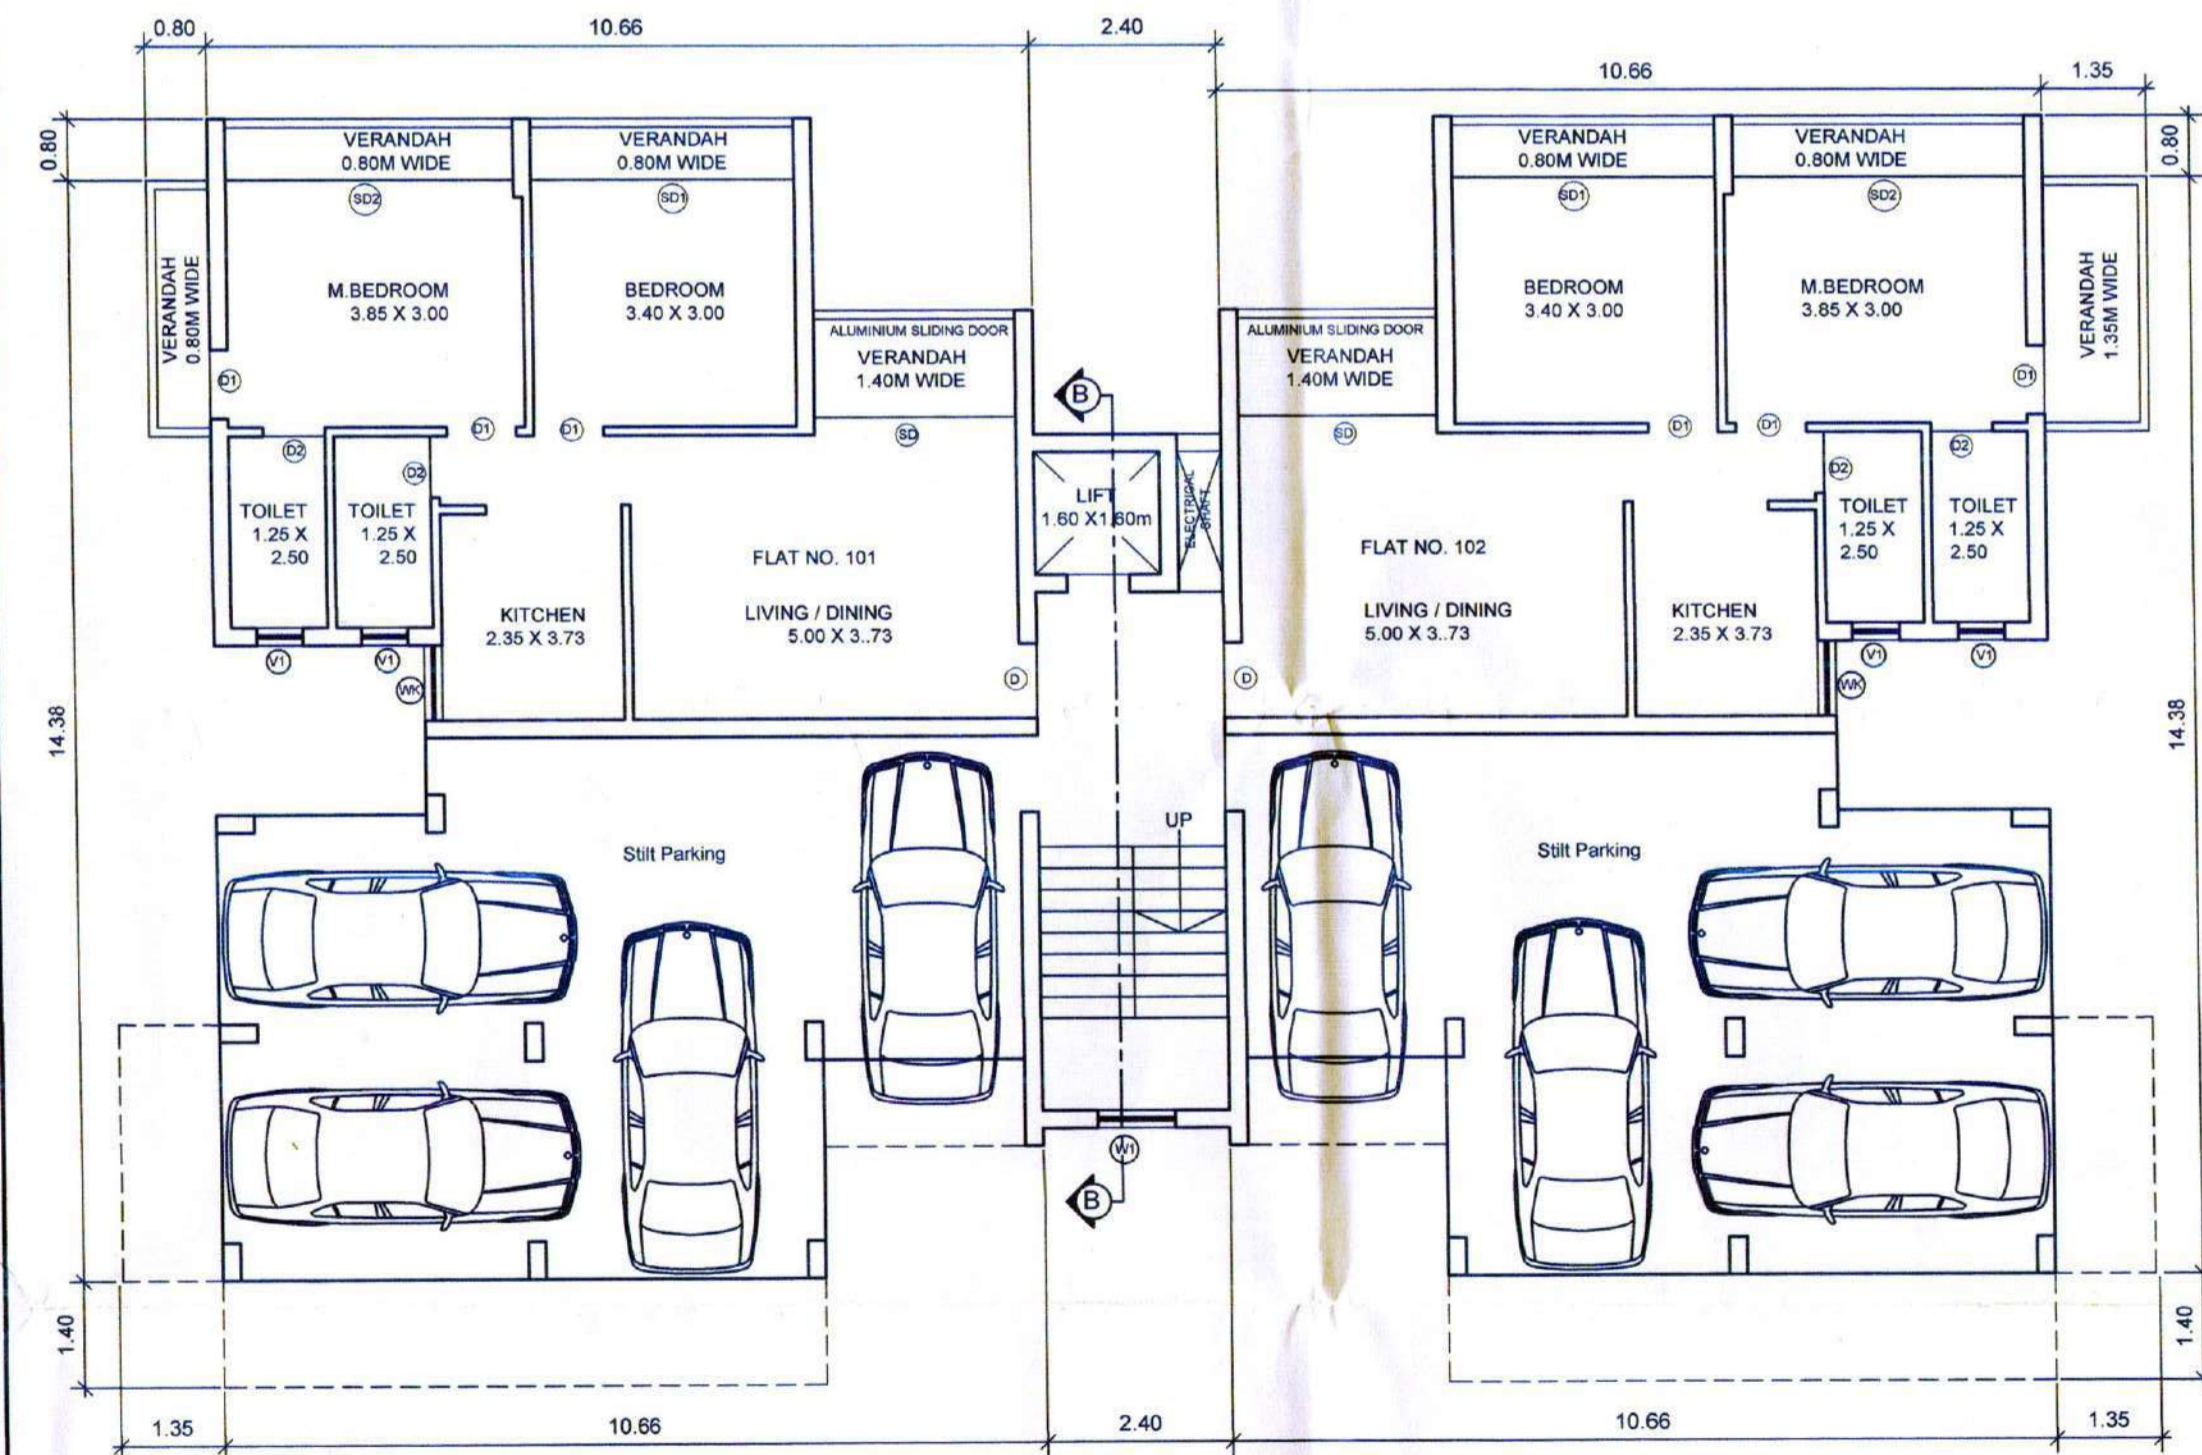 0.80
10.66
2.40
10.66
1.35
0.80
VERANDAH
0.80M WIDE
VERANDAH
0.80M WIDE
VERANDAH
0.80M WIDE
VERANDAH
0.80M WIDE
0.80
SD2
SD1
SD1
SD2
VERANDAH
0.80M WIDE
M.BEDROOM
3.85 X 3.00
BEDROOM
3.40 X 3.00
BEDROOM
3.40 X 3.00
M.BEDROOM
3.85 X 3.00
VERANDAH
1.35M WIDE
ALUMINIUM SLIDING DOOR
VERANDAH
1.40M WIDE
ALUMINIUM SLIDING DOOR
VERANDAH
1.40M WIDE
D1
B
D1
D1
D1
SD
SD
D1
D1
D2
D2
D2
D2
TOILET
1.25 X
2.50
TOILET
1.25 X
2.50
LIFT
1.60 X1.60m
ELECTRICAL
SHAFT
TOILET
1.25 X
2.50
TOILET
1.25 X
2.50
FLAT NO. 101
FLAT NO. 102
KITCHEN
2.35 X 3.73
LIVING / DINING
5.00 X 3..73
LIVING / DINING
5.00 X 3..73
KITCHEN
2.35 X 3.73
V1
V1
WK
D
D
V1
V1
WK
14.38
14.38
UP
Stilt Parking
Stilt Parking
W1
B
1.40
1.40
1.35
10.66
2.40
10.66
1.35